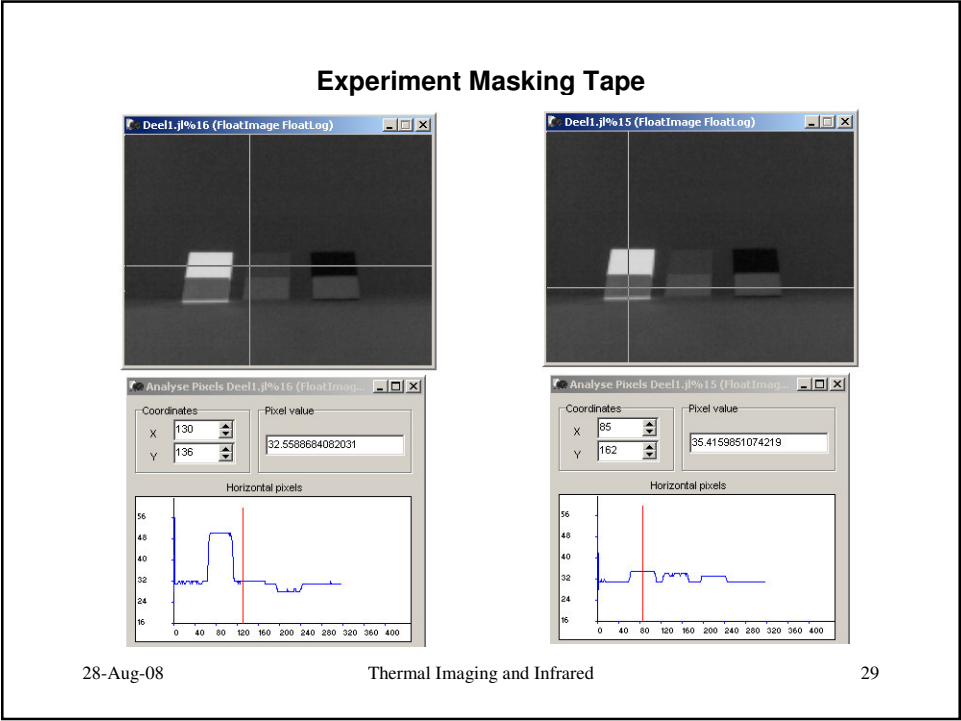 Experiment Masking Tape
Deel1.jl%16 (FloatImage FloatLog)
Deel1.jl%15 (FloatImage FloatLog)
Analyse Pixels Deel1.jl%16 (FloatImag...
Coordinates
Pixel value
X 130
32.5588684082031
Y 136
Horizontal pixels
56
48
40
32
24
16
0 40 80 120 160 200 240 280 320 360 400
Analyse Pixels Deel1.jl%15 (FloatImag...
Coordinates
Pixel value
X 85
35.4159851074219
Y 162
Horizontal pixels
56
48
40
32
24
16
0 40 80 120 160 200 240 280 320 360 400
28-Aug-08 Thermal Imaging and Infrared 29